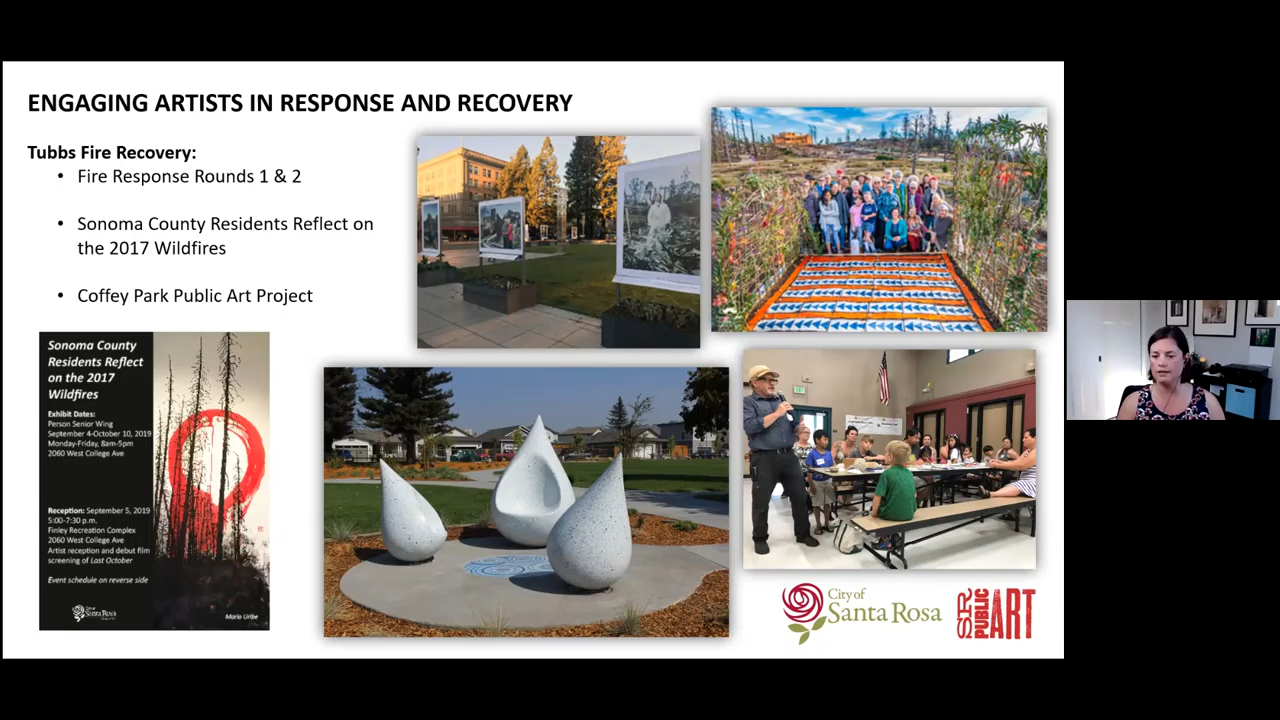 ENGAGING ARTISTS IN RESPONSE AND RECOVERY
Tubbs Fire Recovery:
• Fire Response Rounds 1 & 2
• Sonoma County Residents Reflect on
the 2017 Wildfires
• Coffey Park Public Art Project
Sonoma County
Residents Reflect
on the 2017
Wildfires
Exhibit Dates:
Person Senior Wing
September 4-October 10, 2019
Monday-Friday, 8am-5pm
2060 West College Ave
Reception: September 5, 2019
5:00-7:30 p.m.
Finley Recreation Complex
2060 West College Ave
Artist reception and debut film
screening of Last October
Event schedule on reverse side
City of
Santa Rosa
Mario Uribe
City of
Santa Rosa
SR
PUBLIC
ART